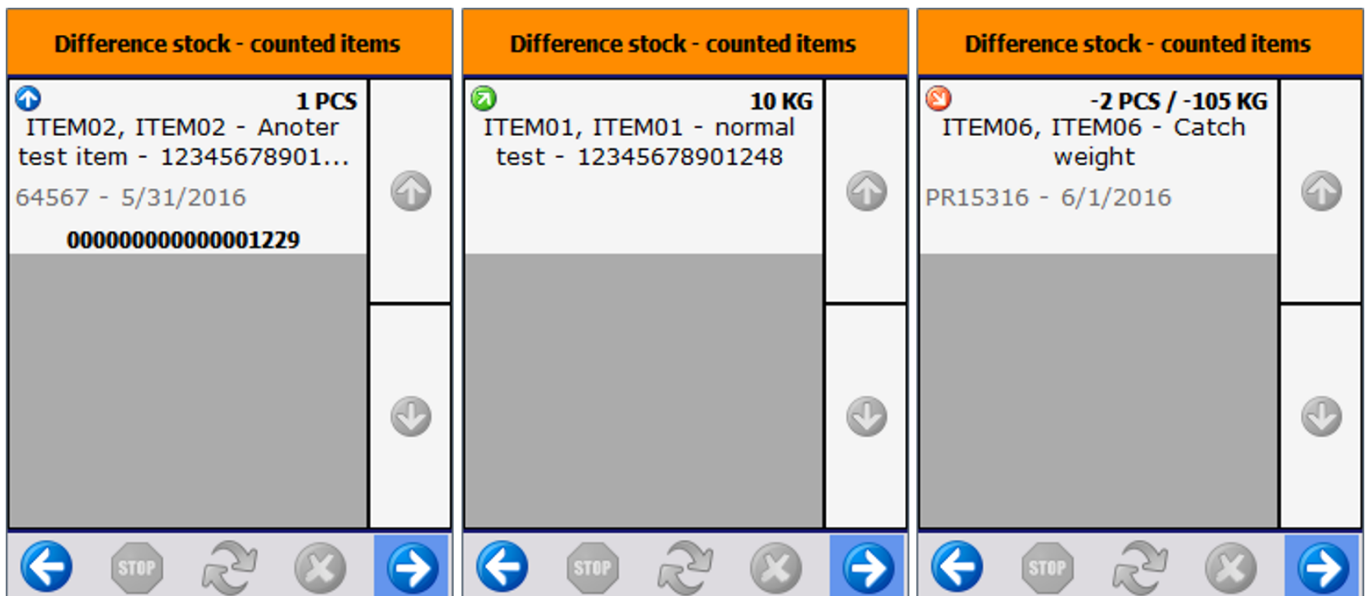 Difference stock - counted items
1 PCS
ITEM02, ITEM02 - Anoter
test item - 12345678901...
64567 - 5/31/2016
000000000000001229
STOP
Difference stock - counted items
10 KG
ITEM01, ITEM01 - normal
test - 12345678901248
STOP
Difference stock - counted items
-2 PCS / -105 KG
ITEM06, ITEM06 - Catch
weight
PR15316 - 6/1/2016
STOP